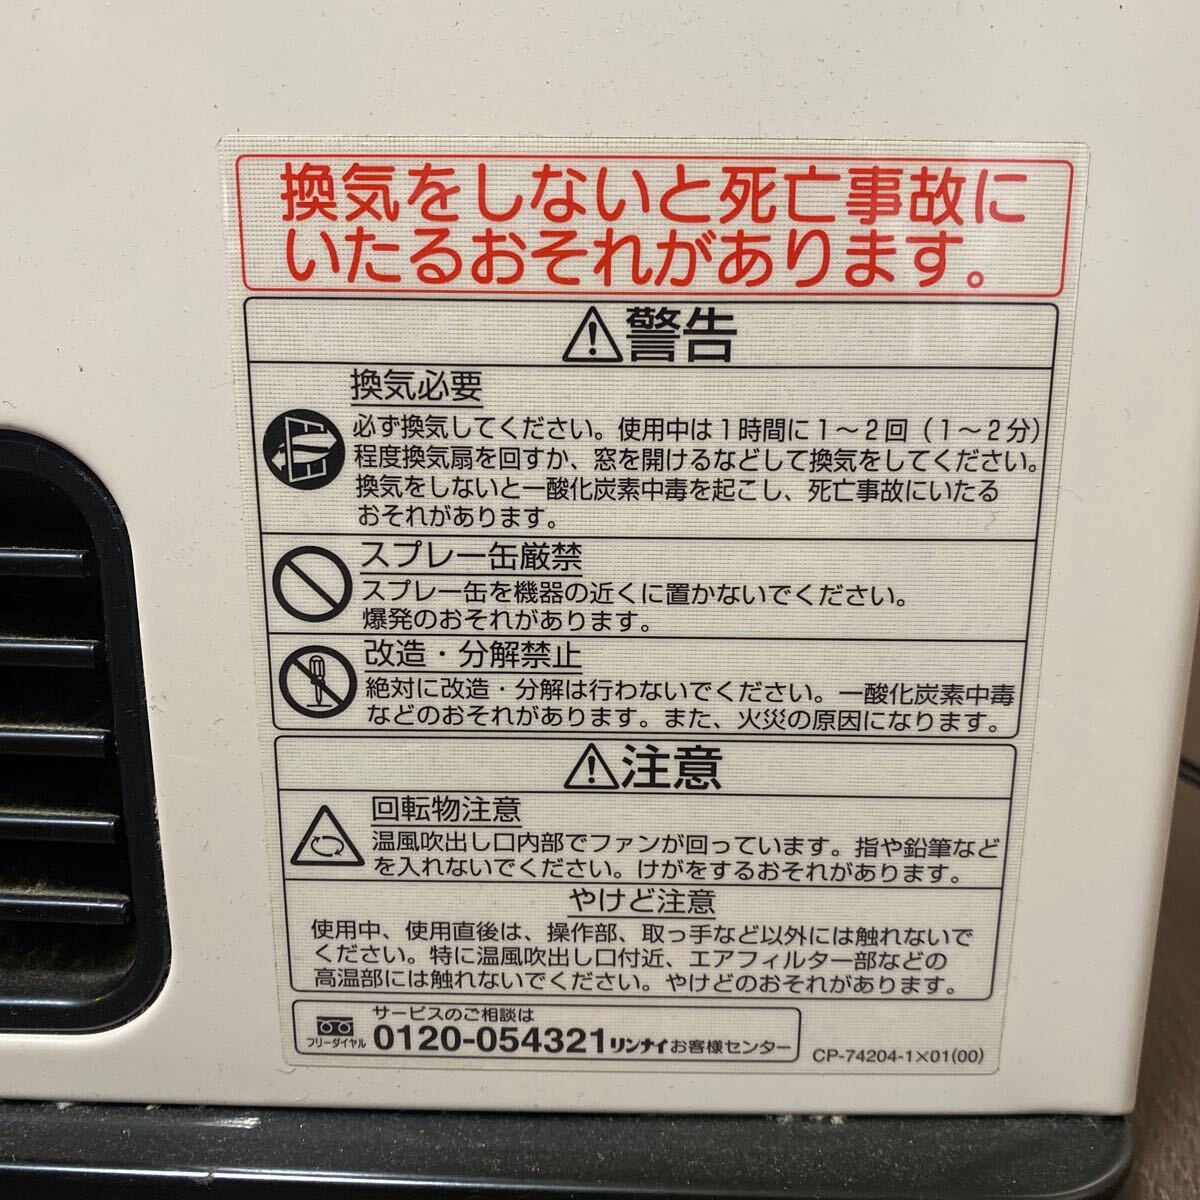 換気をしないと死亡事故に
いたるおそれがあります。
警告
換気必要
必ず換気してください。使用中は1時間に1～2回(1～2分)
程度換気扇を回すか、窓を開けるなどして換気をしてください。
換気をしないと一酸化炭素中毒を起こし、死亡事故にいたる
おそれがあります。
スプレー缶厳禁
スプレー缶を機器の近くに置かないでください。
爆発のおそれがあります。
改造・分解禁止
絶対に改造・分解は行わないでください。一酸化炭素中毒
などのおそれがあります。また、火災の原因になります。
注意
回転物注意
温風吹出し口内部でファンが回っています。指や鉛筆など
を入れないでください。けがをするおそれがあります。
やけど注意
使用中、使用直後は、操作部、取っ手など以外には触れないで
ください。特に温風吹出し口付近、エアフィルター部などの
高温部には触れないでください。やけどのおそれがあります。
サービスのご相談は
フリーダイヤル 0120-054321 リンナイお客様センター
CP-74204-1×01(00)